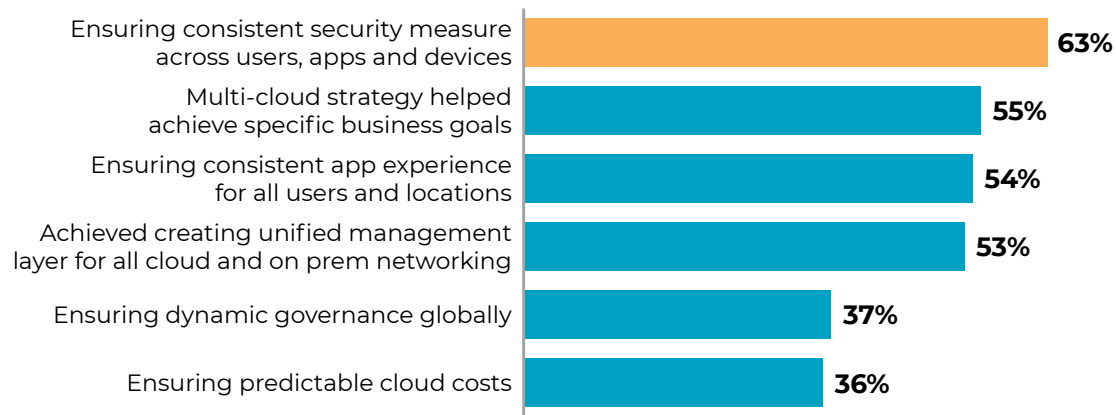 Ensuring consistent security measure
across users, apps and devices
63%
Multi-cloud strategy helped
achieve specific business goals
55%
Ensuring consistent app experience
for all users and locations
54%
Achieved creating unified management
layer for all cloud and on prem networking
53%
Ensuring dynamic governance globally
37%
Ensuring predictable cloud costs
36%